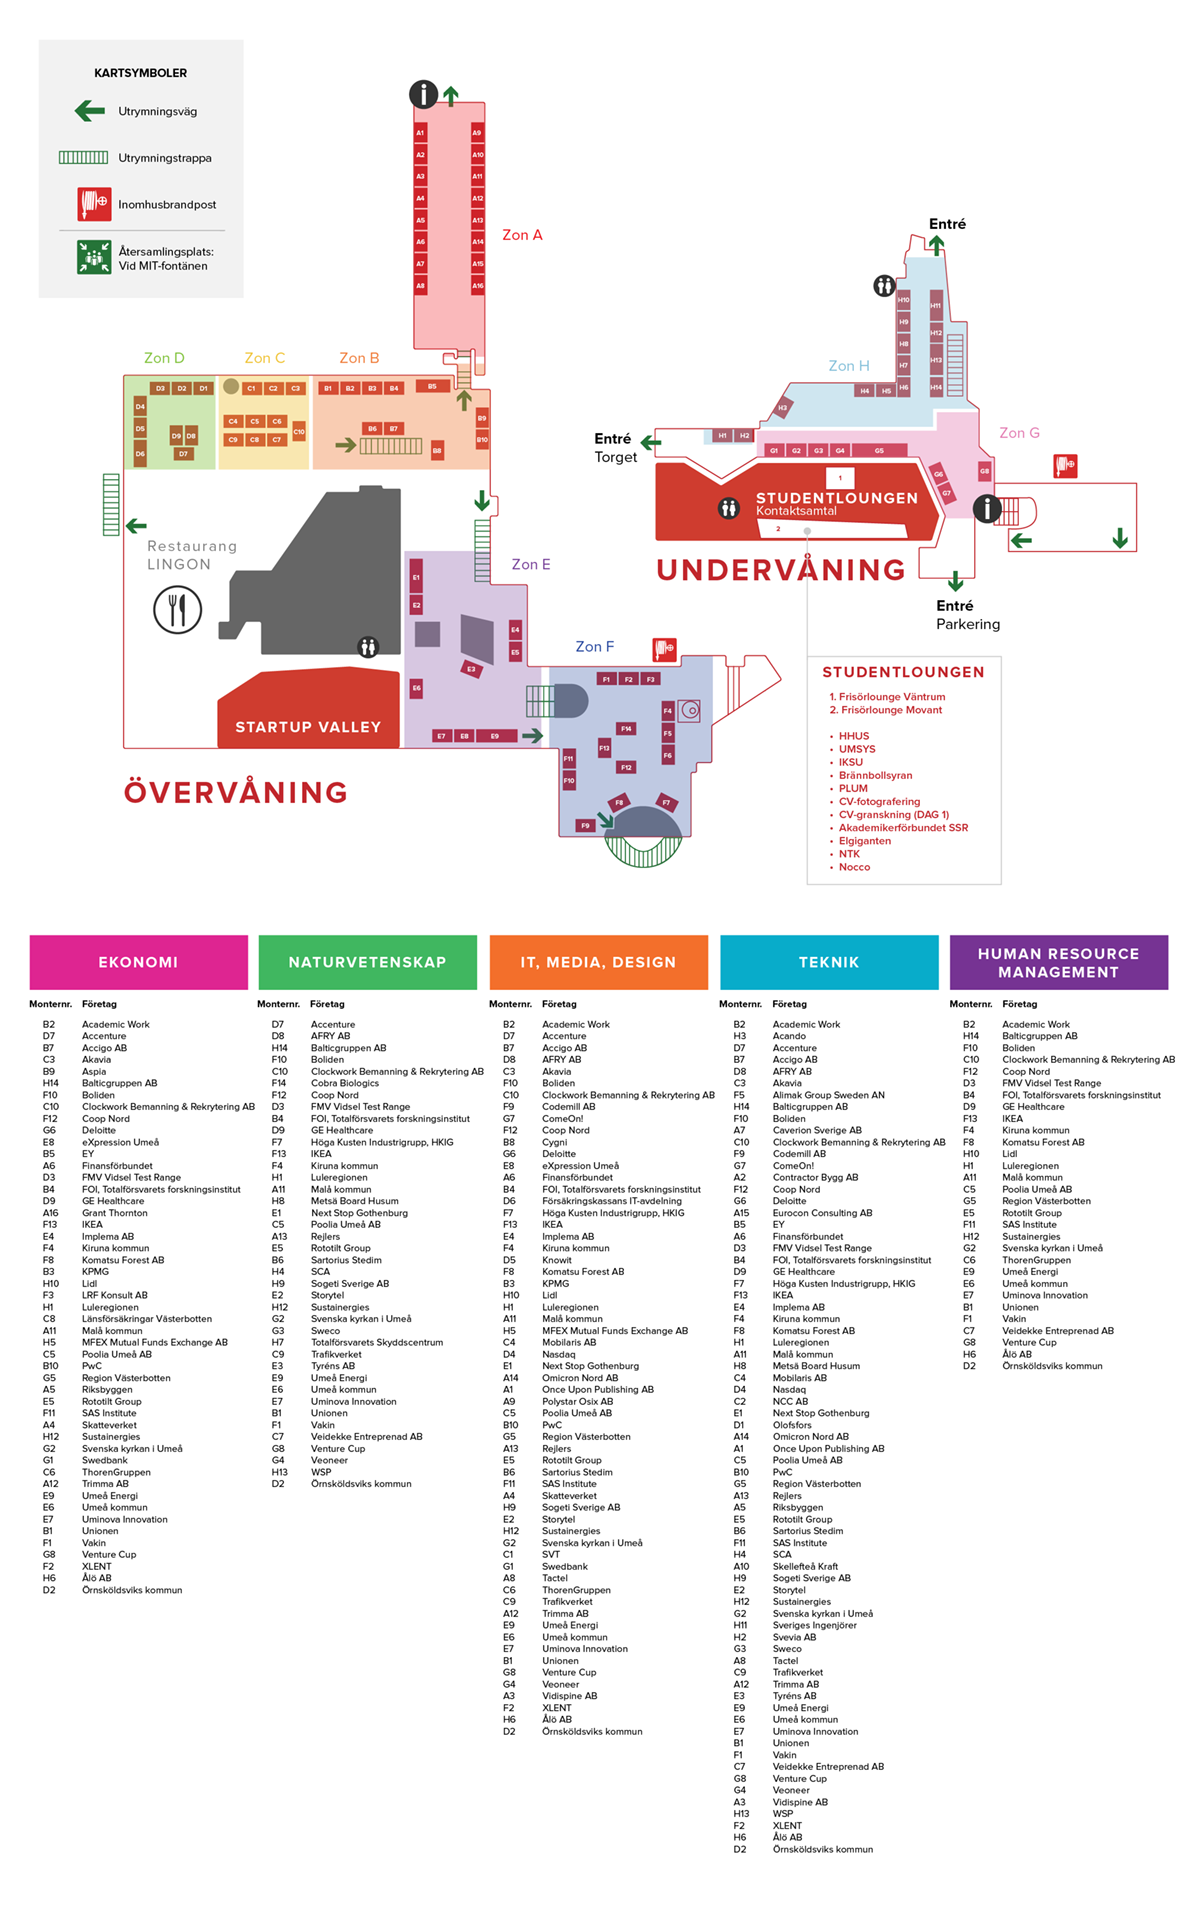 KARTSYMBOLER
Utrymningsväg
Utrymningstrappa
Inomhusbrandpost
Återsamlingsplats:
Vid MIT-fontänen
i
A1 A9
A2 A10
A3 A11
A4 A12
A5 A13
A6 A14
A7 A15
A8 A16
Zon A
Zon D
Zon C
Zon B
D3 D2 D1
D4
D5
D6
D9 D8
D7
C1 C2 C3
C4 C5 C6
C9 C8 C7
C10
B1 B2 B3 B4 B5
B6 B7
B8
B9
B10
Restaurang
LINGON
Zon E
E1
E2
E3
E4
E5
E6
E7 E8 E9
STARTUP VALLEY
ÖVERVÅNING
Zon F
F1 F2 F3
F4
F5
F6
F14
F13
F12
F11
F10
F8 F7
F9
Entré
Zon H
H10 H11
H9 H12
H8
H7 H13
H4 H5 H6 H14
H3
H1 H2
Entré
Torget
Zon G
G1 G2 G3 G4 G5
G6
G7
G8
i
1
STUDENTLOUNGEN
Kontaktsamtal
2
UNDERVÅNING
Entré
Parkering
STUDENTLOUNGEN
1. Frisörlounge Väntrum
2. Frisörlounge Movant
• HHUS
• UMSYS
• IKSU
• Brännbollsyran
• PLUM
• CV-fotografering
• CV-granskning (DAG 1)
• Akademikerförbundet SSR
• Elgiganten
• NTK
• Nocco
EKONOMI
Monternr. Företag
B2 Academic Work
D7 Accenture
B7 Accigo AB
C3 Akavia
B9 Aspia
H14 Balticgruppen AB
F10 Boliden
C10 Clockwork Bemanning & Rekrytering AB
F12 Coop Nord
G6 Deloitte
E8 eXpression Umeå
B5 EY
A6 Finansförbundet
D3 FMV Vidsel Test Range
B4 FOI, Totalförsvarets forskningsinstitut
D9 GE Healthcare
A16 Grant Thornton
F13 IKEA
E4 Implema AB
F4 Kiruna kommun
F8 Komatsu Forest AB
B3 KPMG
H10 Lidl
F3 LRF Konsult AB
H1 Luleregionen
C8 Länsförsäkringar Västerbotten
A11 Malå kommun
H5 MFEX Mutual Funds Exchange AB
C5 Poolia Umeå AB
B10 PwC
G5 Region Västerbotten
A5 Riksbyggen
E5 Rototilt Group
F11 SAS Institute
A4 Skatteverket
H12 Sustainergies
G2 Svenska kyrkan i Umeå
G1 Swedbank
C6 ThorenGruppen
A12 Trimma AB
E9 Umeå Energi
E6 Umeå kommun
E7 Uminova Innovation
B1 Unionen
F1 Vakin
G8 Venture Cup
F2 XLENT
H6 Ålö AB
D2 Örnsköldsviks kommun
NATURVETENSKAP
Monternr. Företag
D7 Accenture
D8 AFRY AB
H14 Balticgruppen AB
F10 Boliden
C10 Clockwork Bemanning & Rekrytering AB
F14 Cobra Biologics
F12 Coop Nord
D3 FMV Vidsel Test Range
B4 FOI, Totalförsvarets forskningsinstitut
D9 GE Healthcare
F7 Höga Kusten Industrigrupp, HKIG
F13 IKEA
F4 Kiruna kommun
H1 Luleregionen
A11 Malå kommun
H8 Metsä Board Husum
E1 Next Stop Gothenburg
C5 Poolia Umeå AB
A13 Rejlers
E5 Rototilt Group
B6 Sartorius Stedim
H4 SCA
H9 Sogeti Sverige AB
E2 Storytel
H12 Sustainergies
G2 Svenska kyrkan i Umeå
G3 Sweco
H7 Totalförsvarets Skyddscentrum
C9 Trafikverket
E3 Tyréns AB
E9 Umeå Energi
E6 Umeå kommun
E7 Uminova Innovation
B1 Unionen
F1 Vakin
C7 Veidekke Entreprenad AB
G8 Venture Cup
G4 Veoneer
H13 WSP
D2 Örnsköldsviks kommun
IT, MEDIA, DESIGN
Monternr. Företag
B2 Academic Work
D7 Accenture
B7 Accigo AB
D8 AFRY AB
C3 Akavia
F10 Boliden
C10 Clockwork Bemanning & Rekrytering AB
F9 Codemill AB
G7 ComeOn!
F12 Coop Nord
B8 Cygni
G6 Deloitte
E8 eXpression Umeå
A6 Finansförbundet
B4 FOI, Totalförsvarets forskningsinstitut
D6 Försäkringskassans IT-avdelning
F7 Höga Kusten Industrigrupp, HKIG
F13 IKEA
E4 Implema AB
F4 Kiruna kommun
D5 Knowit
F8 Komatsu Forest AB
B3 KPMG
H10 Lidl
H1 Luleregionen
A11 Malå kommun
H5 MFEX Mutual Funds Exchange AB
C4 Mobilaris AB
D4 Nasdaq
E1 Next Stop Gothenburg
A14 Omicron Nord AB
A1 Once Upon Publishing AB
A9 Polystar Osix AB
C5 Poolia Umeå AB
B10 PwC
G5 Region Västerbotten
A13 Rejlers
E5 Rototilt Group
B6 Sartorius Stedim
F11 SAS Institute
A4 Skatteverket
H9 Sogeti Sverige AB
E2 Storytel
H12 Sustainergies
G2 Svenska kyrkan i Umeå
C1 SVT
G1 Swedbank
A8 Tactel
C6 ThorenGruppen
C9 Trafikverket
A12 Trimma AB
E9 Umeå Energi
E6 Umeå kommun
E7 Uminova Innovation
B1 Unionen
G8 Venture Cup
G4 Veoneer
A3 Vidispine AB
F2 XLENT
H6 Ålö AB
D2 Örnsköldsviks kommun
TEKNIK
Monternr. Företag
B2 Academic Work
H3 Acando
D7 Accenture
B7 Accigo AB
D8 AFRY AB
C3 Akavia
F5 Alimak Group Sweden AN
H14 Balticgruppen AB
F10 Boliden
A7 Caverion Sverige AB
C10 Clockwork Bemanning & Rekrytering AB
F9 Codemill AB
G7 ComeOn!
A2 Contractor Bygg AB
F12 Coop Nord
G6 Deloitte
A15 Eurocon Consulting AB
B5 EY
A6 Finansförbundet
D3 FMV Vidsel Test Range
B4 FOI, Totalförsvarets forskningsinstitut
D9 GE Healthcare
F7 Höga Kusten Industrigrupp, HKIG
F13 IKEA
E4 Implema AB
F4 Kiruna kommun
F8 Komatsu Forest AB
H1 Luleregionen
A11 Malå kommun
H8 Metsä Board Husum
C4 Mobilaris AB
D4 Nasdaq
C2 NCC AB
E1 Next Stop Gothenburg
D1 Olofsfors
A14 Omicron Nord AB
A1 Once Upon Publishing AB
C5 Poolia Umeå AB
B10 PwC
G5 Region Västerbotten
A13 Rejlers
A5 Riksbyggen
E5 Rototilt Group
B6 Sartorius Stedim
F11 SAS Institute
H4 SCA
A10 Skellefteå Kraft
H9 Sogeti Sverige AB
E2 Storytel
H12 Sustainergies
G2 Svenska kyrkan i Umeå
H11 Sveriges Ingenjörer
H2 Svevia AB
G3 Sweco
A8 Tactel
C9 Trafikverket
A12 Trimma AB
E3 Tyréns AB
E9 Umeå Energi
E6 Umeå kommun
E7 Uminova Innovation
B1 Unionen
F1 Vakin
C7 Veidekke Entreprenad AB
G8 Venture Cup
G4 Veoneer
A3 Vidispine AB
H13 WSP
F2 XLENT
H6 Ålö AB
D2 Örnsköldsviks kommun
HUMAN RESOURCE
MANAGEMENT
Monternr. Företag
B2 Academic Work
H14 Balticgruppen AB
F10 Boliden
C10 Clockwork Bemanning & Rekrytering AB
F12 Coop Nord
D3 FMV Vidsel Test Range
B4 FOI, Totalförsvarets forskningsinstitut
D9 GE Healthcare
F13 IKEA
F4 Kiruna kommun
F8 Komatsu Forest AB
H10 Lidl
H1 Luleregionen
A11 Malå kommun
C5 Poolia Umeå AB
G5 Region Västerbotten
E5 Rototilt Group
F11 SAS Institute
H12 Sustainergies
G2 Svenska kyrkan i Umeå
C6 ThorenGruppen
E9 Umeå Energi
E6 Umeå kommun
E7 Uminova Innovation
B1 Unionen
F1 Vakin
C7 Veidekke Entreprenad AB
G8 Venture Cup
H6 Ålö AB
D2 Örnsköldsviks kommun